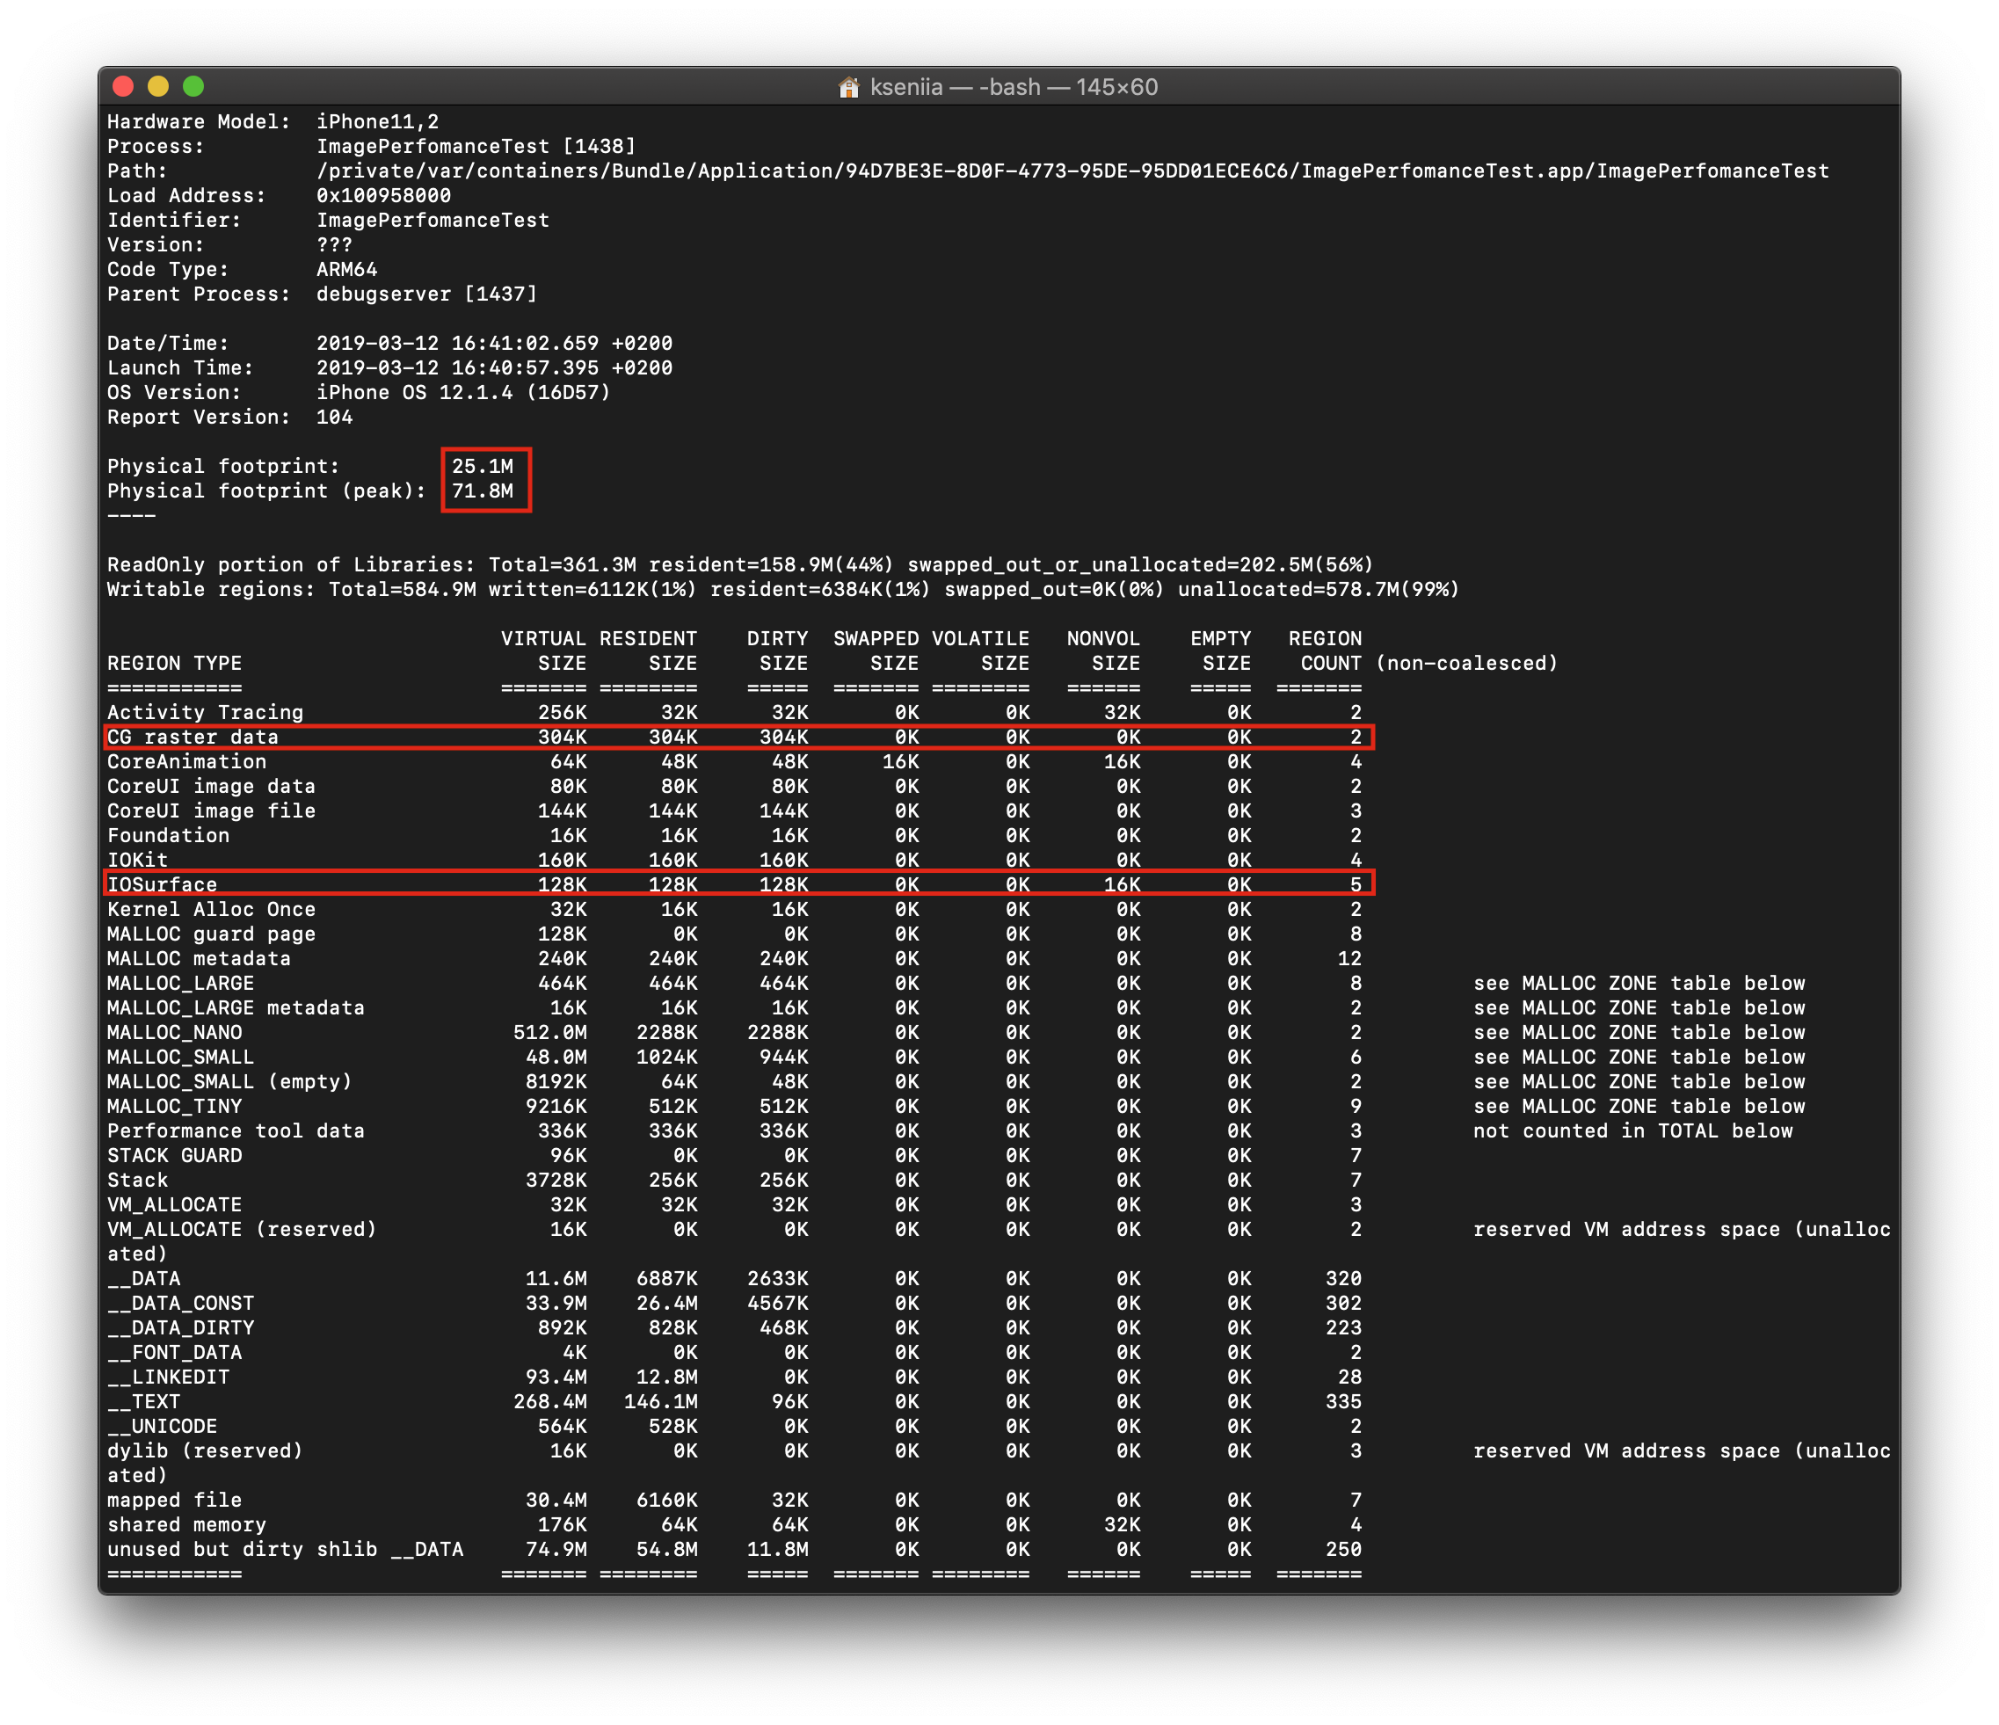 kseniia — -bash — 145×60
Hardware Model:  iPhone11,2
Process:         ImagePerfomanceTest [1438]
Path:            /private/var/containers/Bundle/Application/94D7BE3E-8D0F-4773-95DE-95DD01ECE6C6/ImagePerfomanceTest.app/ImagePerfomanceTest
Load Address:    0x100958000
Identifier:      ImagePerfomanceTest
Version:         ???
Code Type:       ARM64
Parent Process:  debugserver [1437]
Date/Time:       2019-03-12 16:41:02.659 +0200
Launch Time:     2019-03-12 16:40:57.395 +0200
OS Version:      iPhone OS 12.1.4 (16D57)
Report Version:  104
Physical footprint:         25.1M
Physical footprint (peak):  71.8M
----
ReadOnly portion of Libraries: Total=361.3M resident=158.9M(44%) swapped_out_or_unallocated=202.5M(56%)
Writable regions: Total=584.9M written=6112K(1%) resident=6384K(1%) swapped_out=0K(0%) unallocated=578.7M(99%)
VIRTUAL RESIDENT DIRTY SWAPPED VOLATILE NONVOL EMPTY REGION
REGION TYPE SIZE SIZE SIZE SIZE SIZE SIZE SIZE COUNT (non-coalesced)
=========== ======= ======== ===== ======= ======== ====== ===== =======
Activity Tracing 256K 32K 32K 0K 0K 32K 0K 2
CG raster data 304K 304K 304K 0K 0K 0K 0K 2
CoreAnimation 64K 48K 48K 16K 0K 16K 0K 4
CoreUI image data 80K 80K 80K 0K 0K 0K 0K 2
CoreUI image file 144K 144K 144K 0K 0K 0K 0K 3
Foundation 16K 16K 16K 0K 0K 0K 0K 2
IOKit 160K 160K 160K 0K 0K 0K 0K 4
IOSurface 128K 128K 128K 0K 0K 16K 0K 5
Kernel Alloc Once 32K 16K 16K 0K 0K 0K 0K 2
MALLOC guard page 128K 0K 0K 0K 0K 0K 0K 8
MALLOC metadata 240K 240K 240K 0K 0K 0K 0K 12
MALLOC_LARGE 464K 464K 464K 0K 0K 0K 0K 8 see MALLOC ZONE table below
MALLOC_LARGE metadata 16K 16K 16K 0K 0K 0K 0K 2 see MALLOC ZONE table below
MALLOC_NANO 512.0M 2288K 2288K 0K 0K 0K 0K 2 see MALLOC ZONE table below
MALLOC_SMALL 48.0M 1024K 944K 0K 0K 0K 0K 6 see MALLOC ZONE table below
MALLOC_SMALL (empty) 8192K 64K 48K 0K 0K 0K 0K 2 see MALLOC ZONE table below
MALLOC_TINY 9216K 512K 512K 0K 0K 0K 0K 9 see MALLOC ZONE table below
Performance tool data 336K 336K 336K 0K 0K 0K 0K 3 not counted in TOTAL below
STACK GUARD 96K 0K 0K 0K 0K 0K 0K 7
Stack 3728K 256K 256K 0K 0K 0K 0K 7
VM_ALLOCATE 32K 32K 32K 0K 0K 0K 0K 3
VM_ALLOCATE (reserved) 16K 0K 0K 0K 0K 0K 0K 2 reserved VM address space (unalloc
ated)
__DATA 11.6M 6887K 2633K 0K 0K 0K 0K 320
__DATA_CONST 33.9M 26.4M 4567K 0K 0K 0K 0K 302
__DATA_DIRTY 892K 828K 468K 0K 0K 0K 0K 223
__FONT_DATA 4K 0K 0K 0K 0K 0K 0K 2
__LINKEDIT 93.4M 12.8M 0K 0K 0K 0K 0K 28
__TEXT 268.4M 146.1M 96K 0K 0K 0K 0K 335
__UNICODE 564K 528K 0K 0K 0K 0K 0K 2
dylib (reserved) 16K 0K 0K 0K 0K 0K 0K 3 reserved VM address space (unalloc
ated)
mapped file 30.4M 6160K 32K 0K 0K 0K 0K 7
shared memory 176K 64K 64K 0K 0K 32K 0K 4
unused but dirty shlib __DATA 74.9M 54.8M 11.8M 0K 0K 0K 0K 250
=========== ======= ======== ===== ======= ======== ====== ===== =======